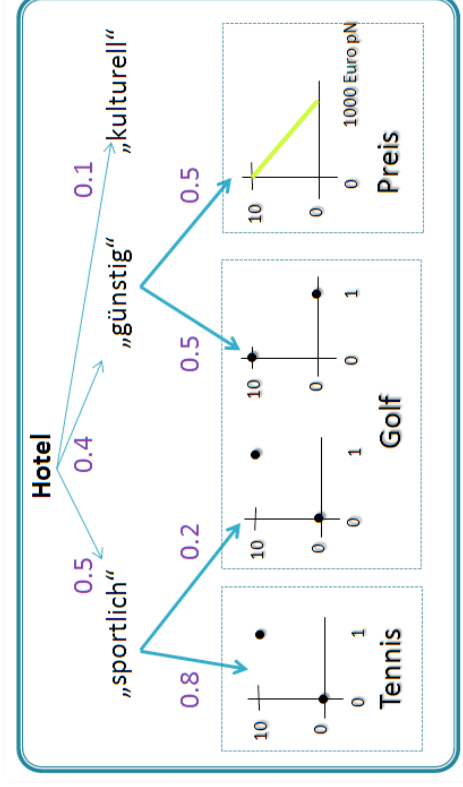 Hotel
0.5 0.4 0.1
„sportlich“ „günstig“ „kulturell“
0.8 0.2 0.5 0.5
10 10 10 10
0 0 0 0
0 1 0 1 0 1 0 1000 Euro pN
Tennis Golf Preis